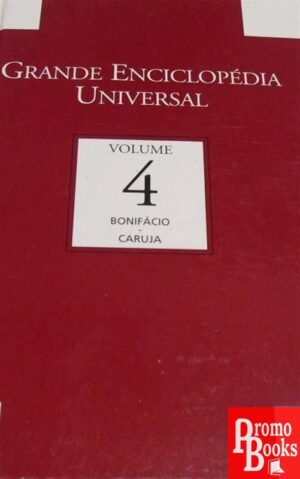 GRANDE ENCICLOPÉDIA
UNIVERSAL
VOLUME
4
BONIFÁCIO
-
CARUJA
Promo
Books